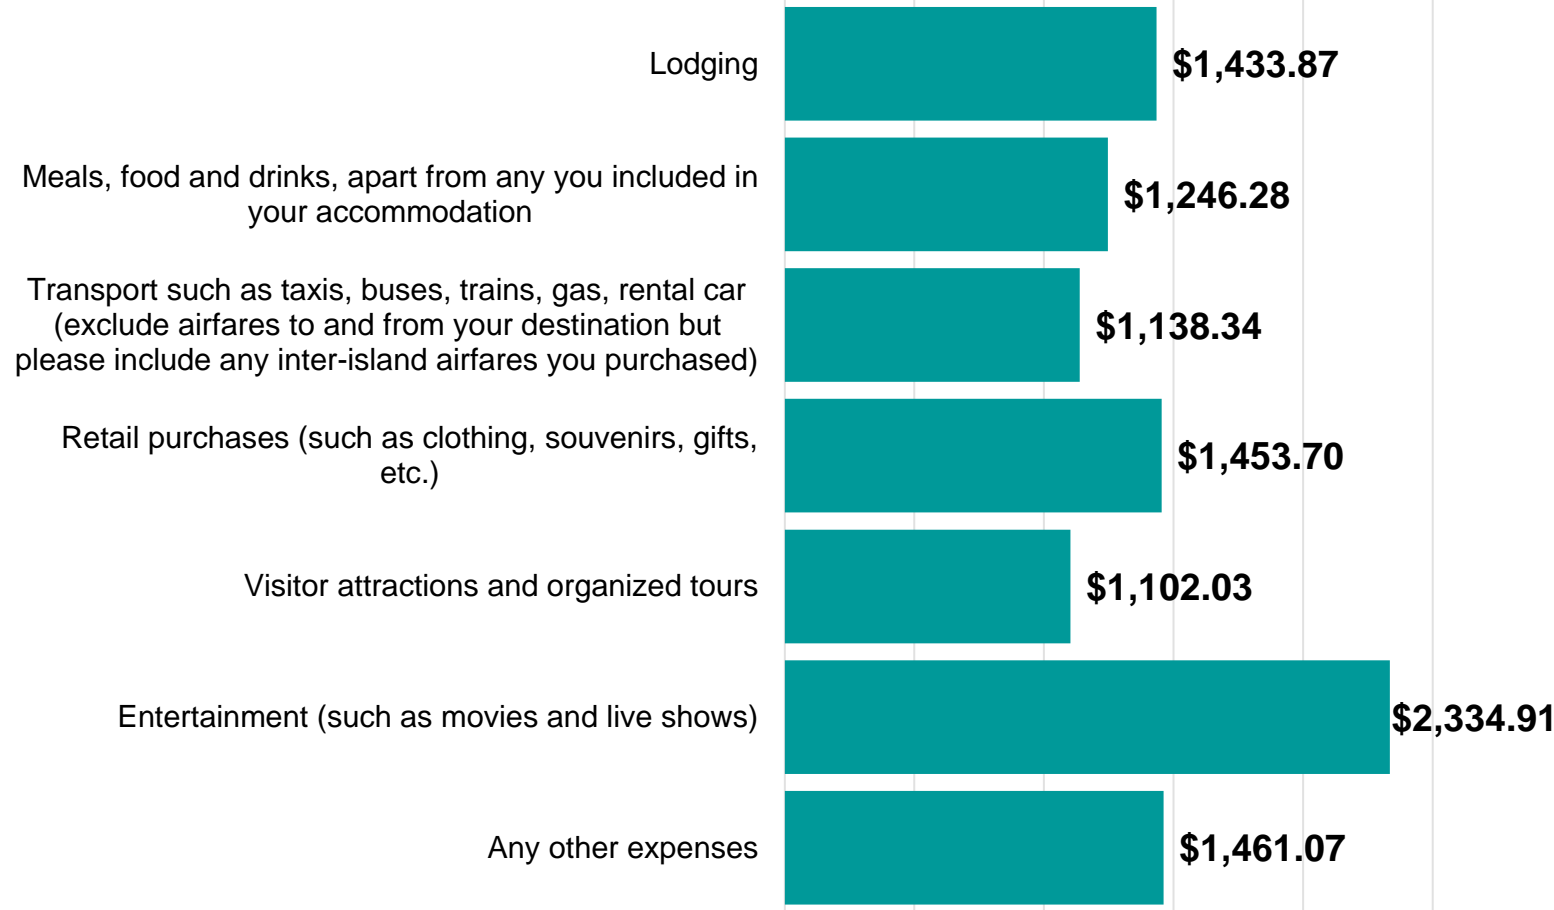 Lodging
$1,433.87
Meals, food and drinks, apart from any you included in
your accommodation
$1,246.28
Transport such as taxis, buses, trains, gas, rental car
(exclude airfares to and from your destination but
please include any inter-island airfares you purchased)
$1,138.34
Retail purchases (such as clothing, souvenirs, gifts,
etc.)
$1,453.70
Visitor attractions and organized tours
$1,102.03
Entertainment (such as movies and live shows)
$2,334.91
Any other expenses
$1,461.07